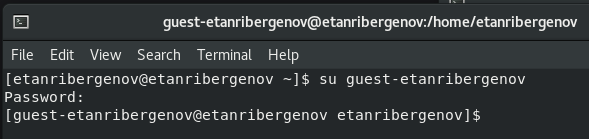 guest-etanribergenov@etanribergenov:/home/etanribergenov
File Edit View Search Terminal Help
[etanribergenov@etanribergenov ~]$ su guest-etanribergenov
Password:
[guest-etanribergenov@etanribergenov etanribergenov]$